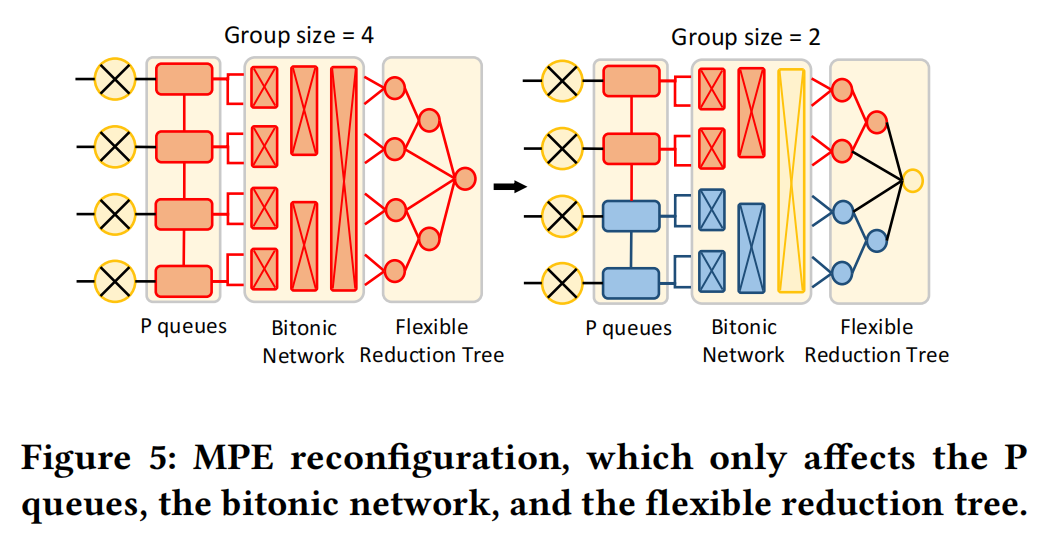 Group size = 4
Group size = 2
P queues
Bitonic
Network
Flexible
Reduction Tree
P queues
Bitonic
Network
Flexible
Reduction Tree
Figure 5: MPE reconfiguration, which only affects the P
queues, the bitonic network, and the flexible reduction tree.